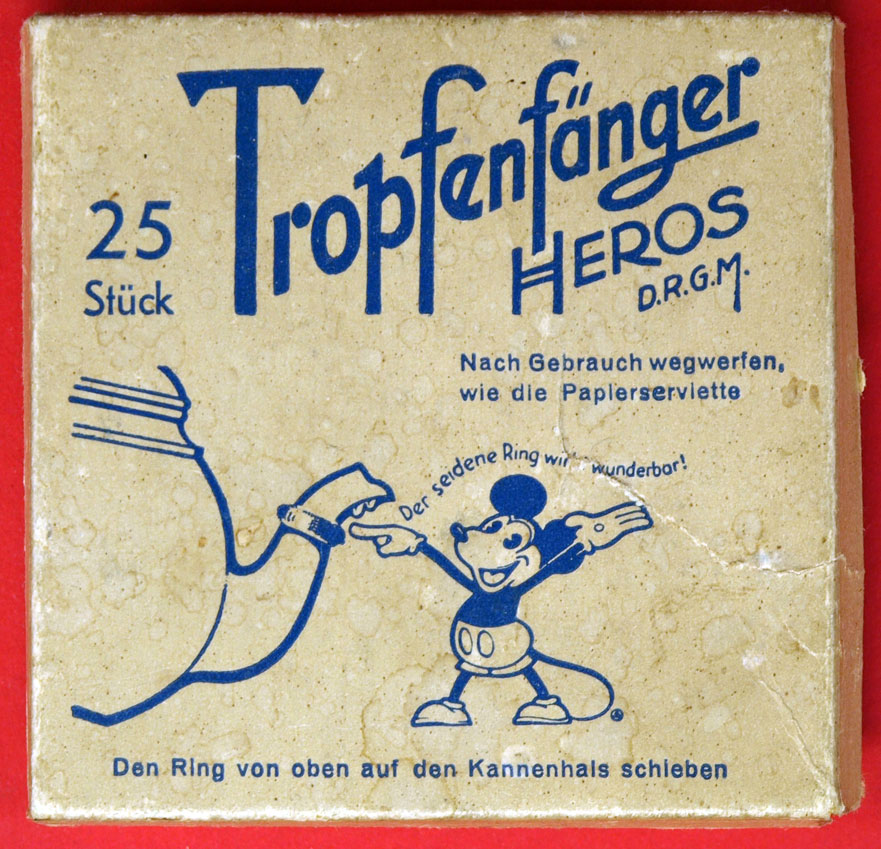 Tropfenfänger
25
Stück
HEROS
D.R.G.M.
Nach Gebrauch wegwerfen,
wie die Papierserviette
Der seidene Ring wirkt wunderbar!
Den Ring von oben auf den Kannenhals schieben